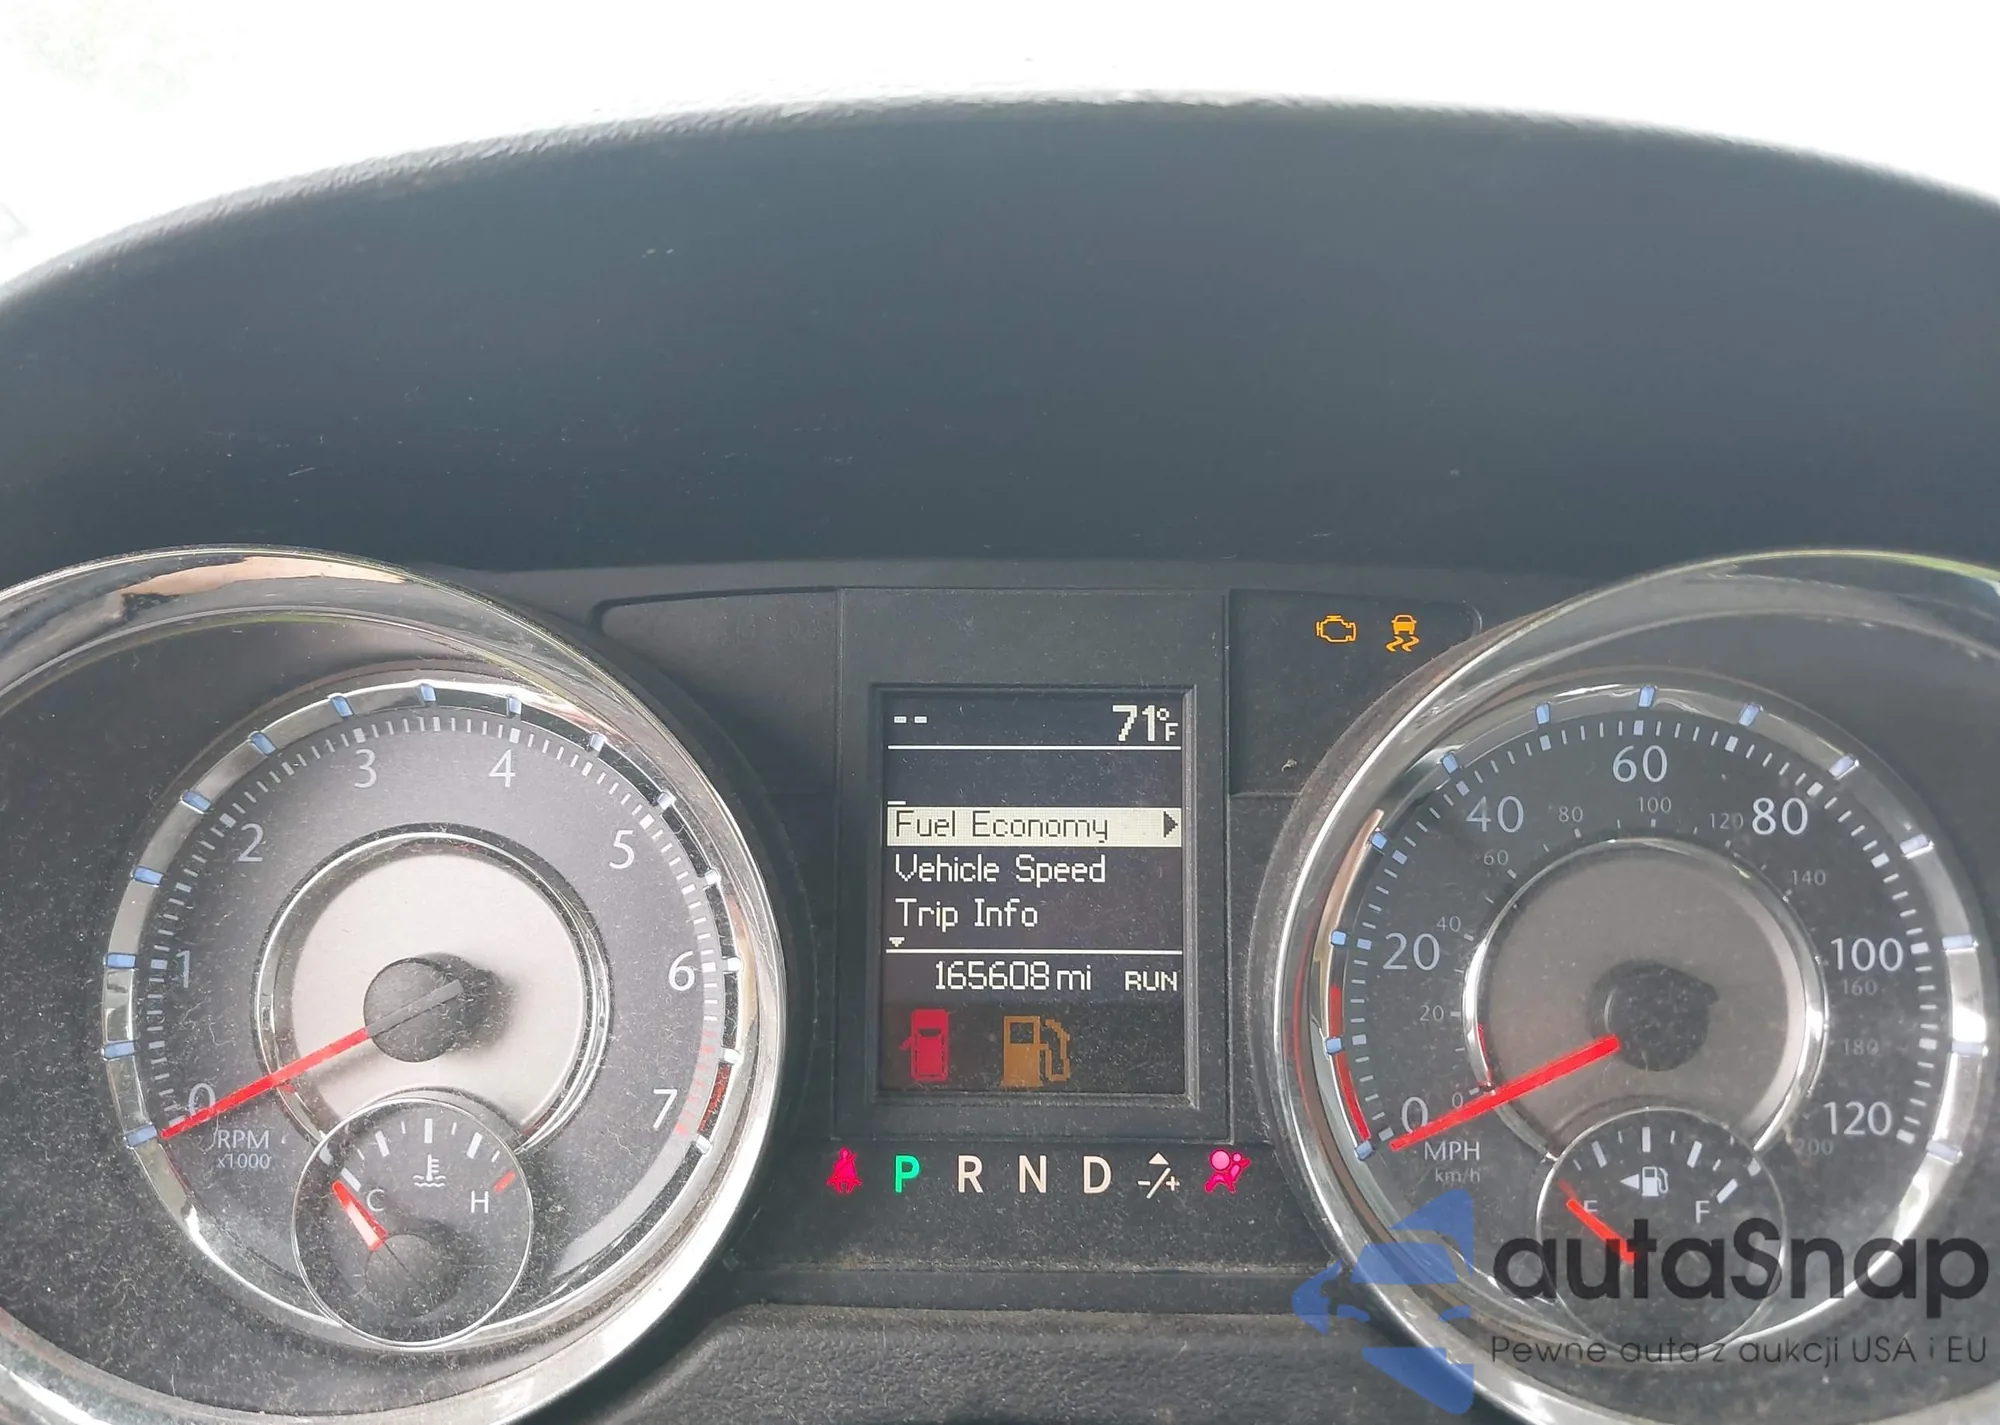 -- 71°F
Fuel Economy
Vehicle Speed
Trip Info
165608 mi RUN
P R N D -/+
0 1 2 3 4 5 6 7
RPM
x1000
C H
0 20 40 60 80 100 120
0 20 40 60 80 100 120 140 160 180 200
MPH
km/h
E F
autaSnap
Pewne auta z aukcji USA i EU